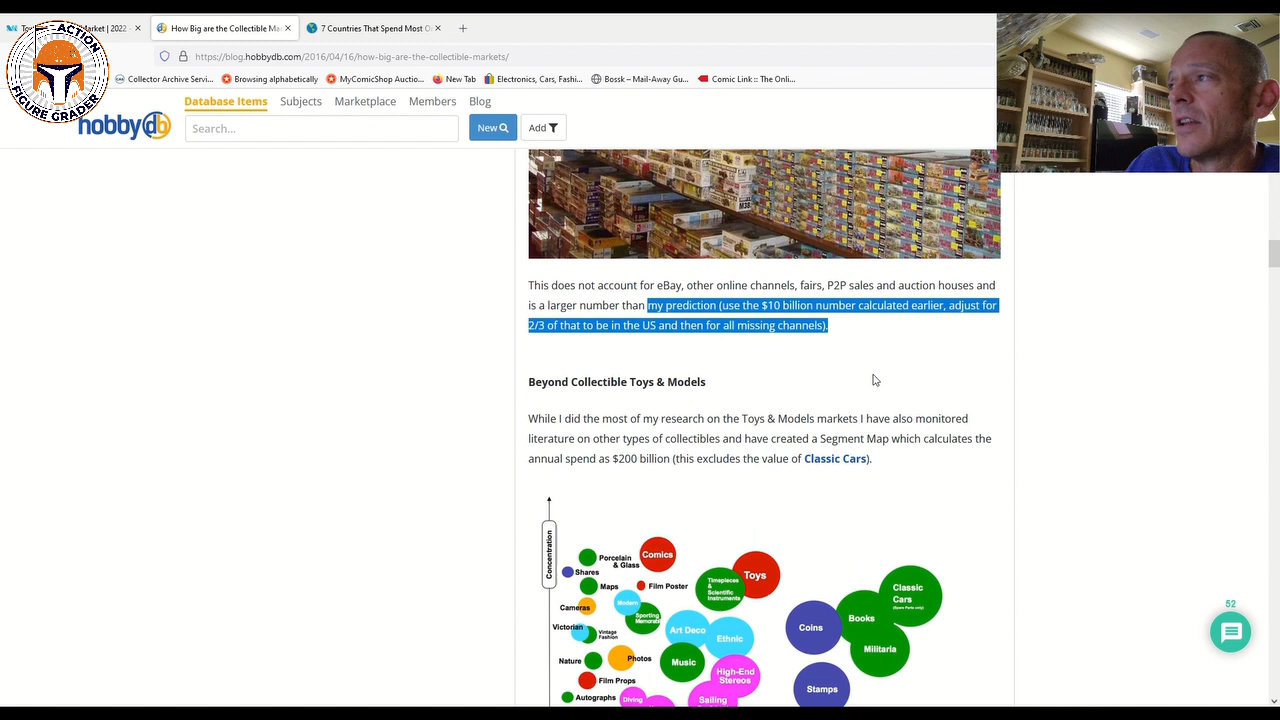 To
Market | 2022
How Big are the Collectible Ma
7 Countries That Spend Most O
https://blog.hobbydb.com/2016/04/16/how-big-are-the-collectible-markets/
ACTION
FIGURE GRADER
Collector Archive Servi...
Browsing alphabetically
MyComicShop Auctio...
New Tab
Electronics, Cars, Fashi...
Bossk – Mail-Away Gu...
Comic Link :: The Onli...
hobbydb
Database Items
Subjects
Marketplace
Members
Blog
Search...
New
Add
This does not account for eBay, other online channels, fairs, P2P sales and auction houses and
is a larger number than my prediction (use the $10 billion number calculated earlier, adjust for
2/3 of that to be in the US and then for all missing channels).
Beyond Collectible Toys & Models
While I did the most of my research on the Toys & Models markets I have also monitored
literature on other types of collectibles and have created a Segment Map which calculates the
annual spend as $200 billion (this excludes the value of Classic Cars).
Concentration
Porcelain
& Glass
Comics
Shares
Maps
Film Poster
Timepieces
&
Scientific
Instruments
Toys
Classic
Cars
(Spare Parts only)
Cameras
Modern
Sporting
Memorabi
Books
Victorian
Vintage
Fashion
Art Deco
Ethnic
Coins
Militaria
Nature
Photos
Music
High-End
Stereos
Film Props
Stamps
Autographs
Diving
Sailing
52